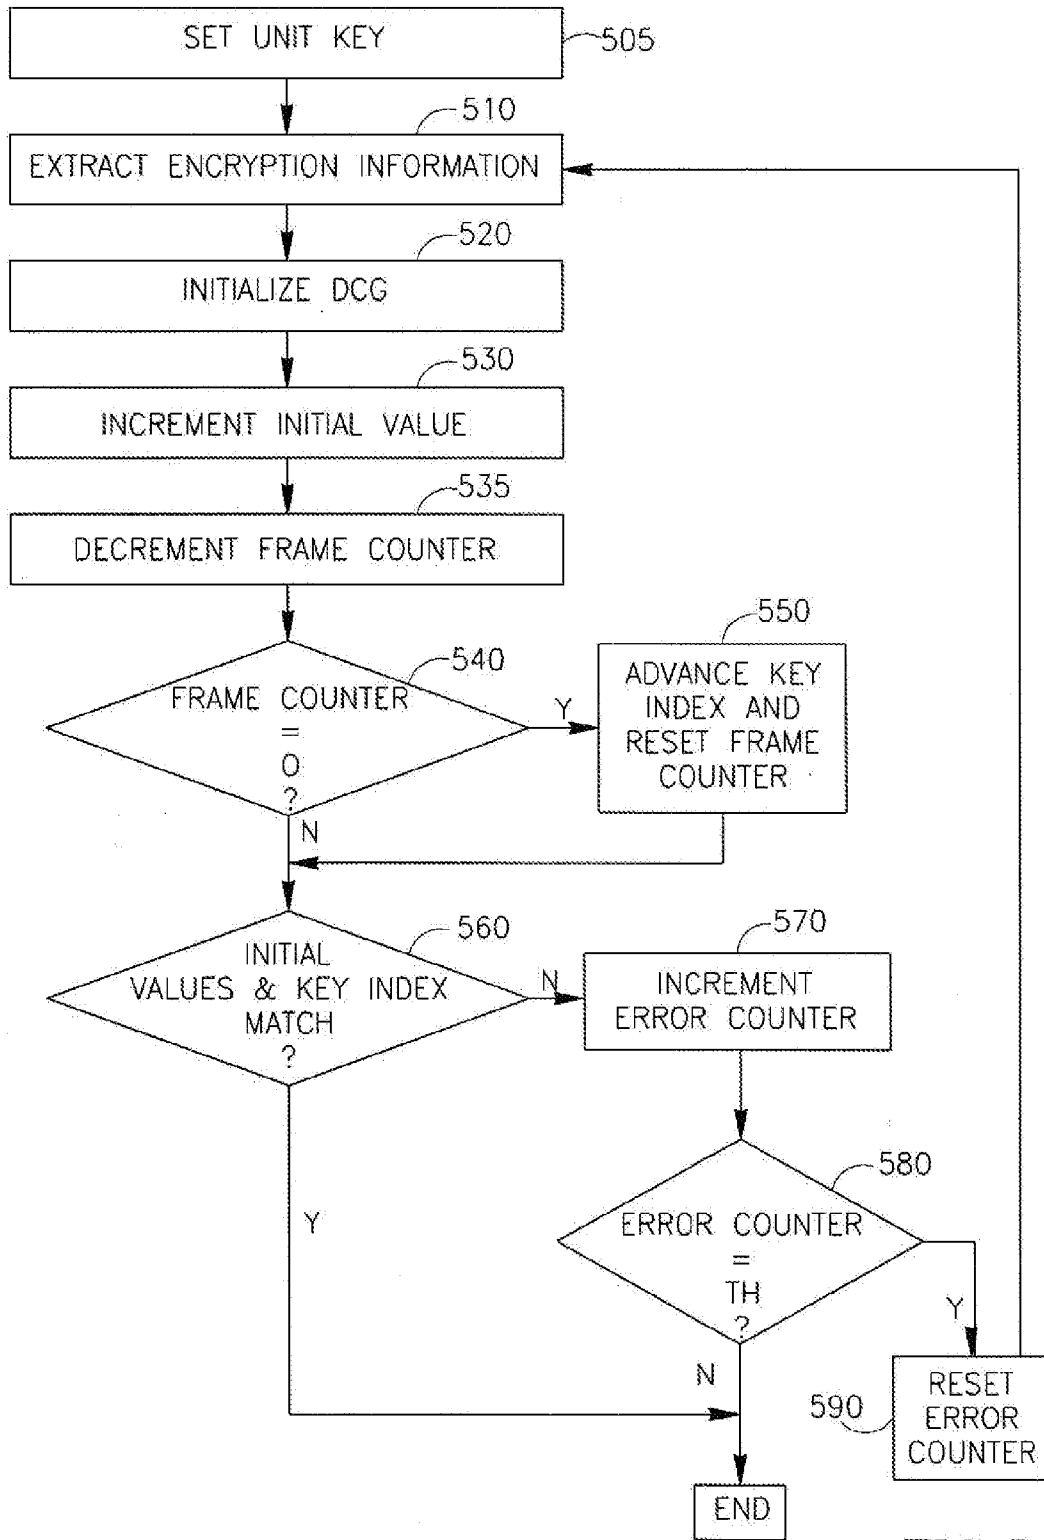 SET UNIT KEY
505
510
EXTRACT ENCRYPTION INFORMATION
520
INITIALIZE DCG
530
INCREMENT INITIAL VALUE
535
DECREMENT FRAME COUNTER
540
FRAME COUNTER
=
0
?
Y
N
550
ADVANCE KEY
INDEX AND
RESET FRAME
COUNTER
560
INITIAL
VALUES & KEY INDEX
MATCH
?
N
Y
570
INCREMENT
ERROR COUNTER
580
ERROR COUNTER
=
TH
?
Y
N
590
RESET
ERROR
COUNTER
END